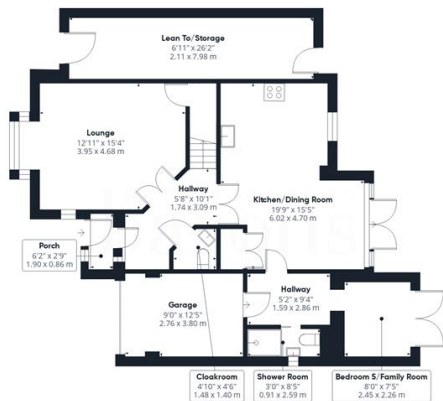 Lean To/Storage
6'11" x 26'2"
2.11 x 7.98 m
Lounge
12'11" x 15'4"
3.95 x 4.68 m
Hallway
5'8" x 10'1"
1.74 x 3.09 m
Kitchen/Dining Room
19'9" x 15'5"
6.02 x 4.70 m
Porch
6'2" x 2'9"
1.90 x 0.86 m
Garage
9'0" x 12'5"
2.76 x 3.80 m
Hallway
5'2" x 9'4"
1.59 x 2.86 m
Cloakroom
4'10" x 4'6"
1.48 x 1.40 m
Shower Room
3'0" x 8'5"
0.91 x 2.59 m
Bedroom 5/Family Room
8'0" x 7'5"
2.45 x 2.26 m